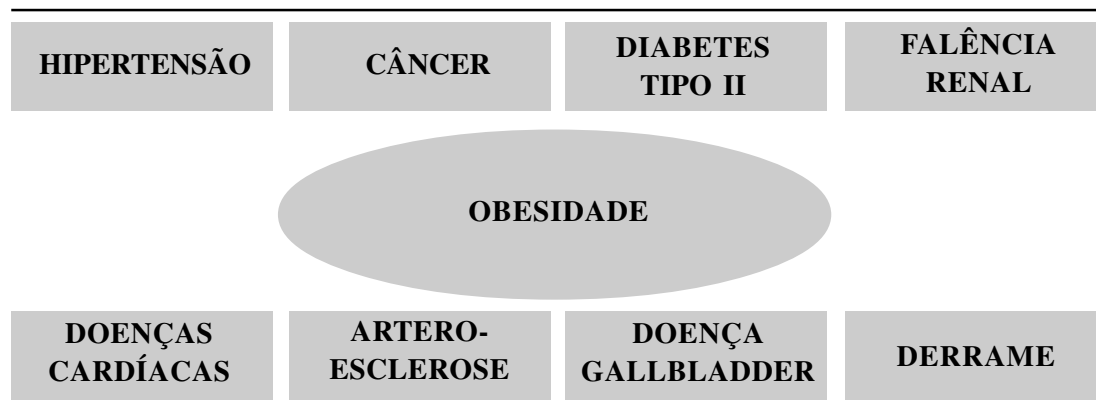 HIPERTENSÃO
CÂNCER
DIABETES
TIPO II
FALÊNCIA
RENAL
OBESIDADE
DOENÇAS
CARDÍACAS
ARTERO-
ESCLEROSE
DOENÇA
GALLBLADDER
DERRAME